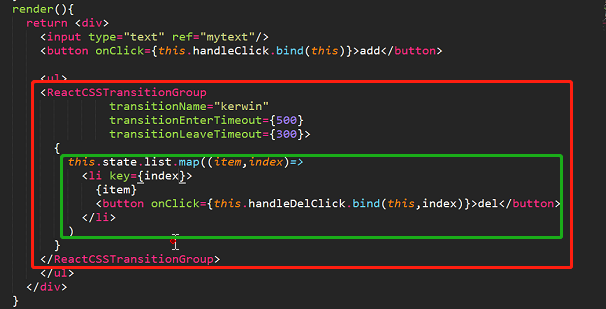 render(){
return <div>
<input type="text" ref="mytext"/>
<button onClick={this.handleClick.bind(this)}>add</button>
<ul>
<ReactCSSTransitionGroup
transitionName="kerwin"
transitionEnterTimeout={500}
transitionLeaveTimeout={300}>
{
this.state.list.map((item,index)=>
<li key={index}>
{item}
<button onClick={this.handleDelClick.bind(this,index)}>del</button>
</li>
)
}
</ReactCSSTransitionGroup>
</ul>
</div>
}